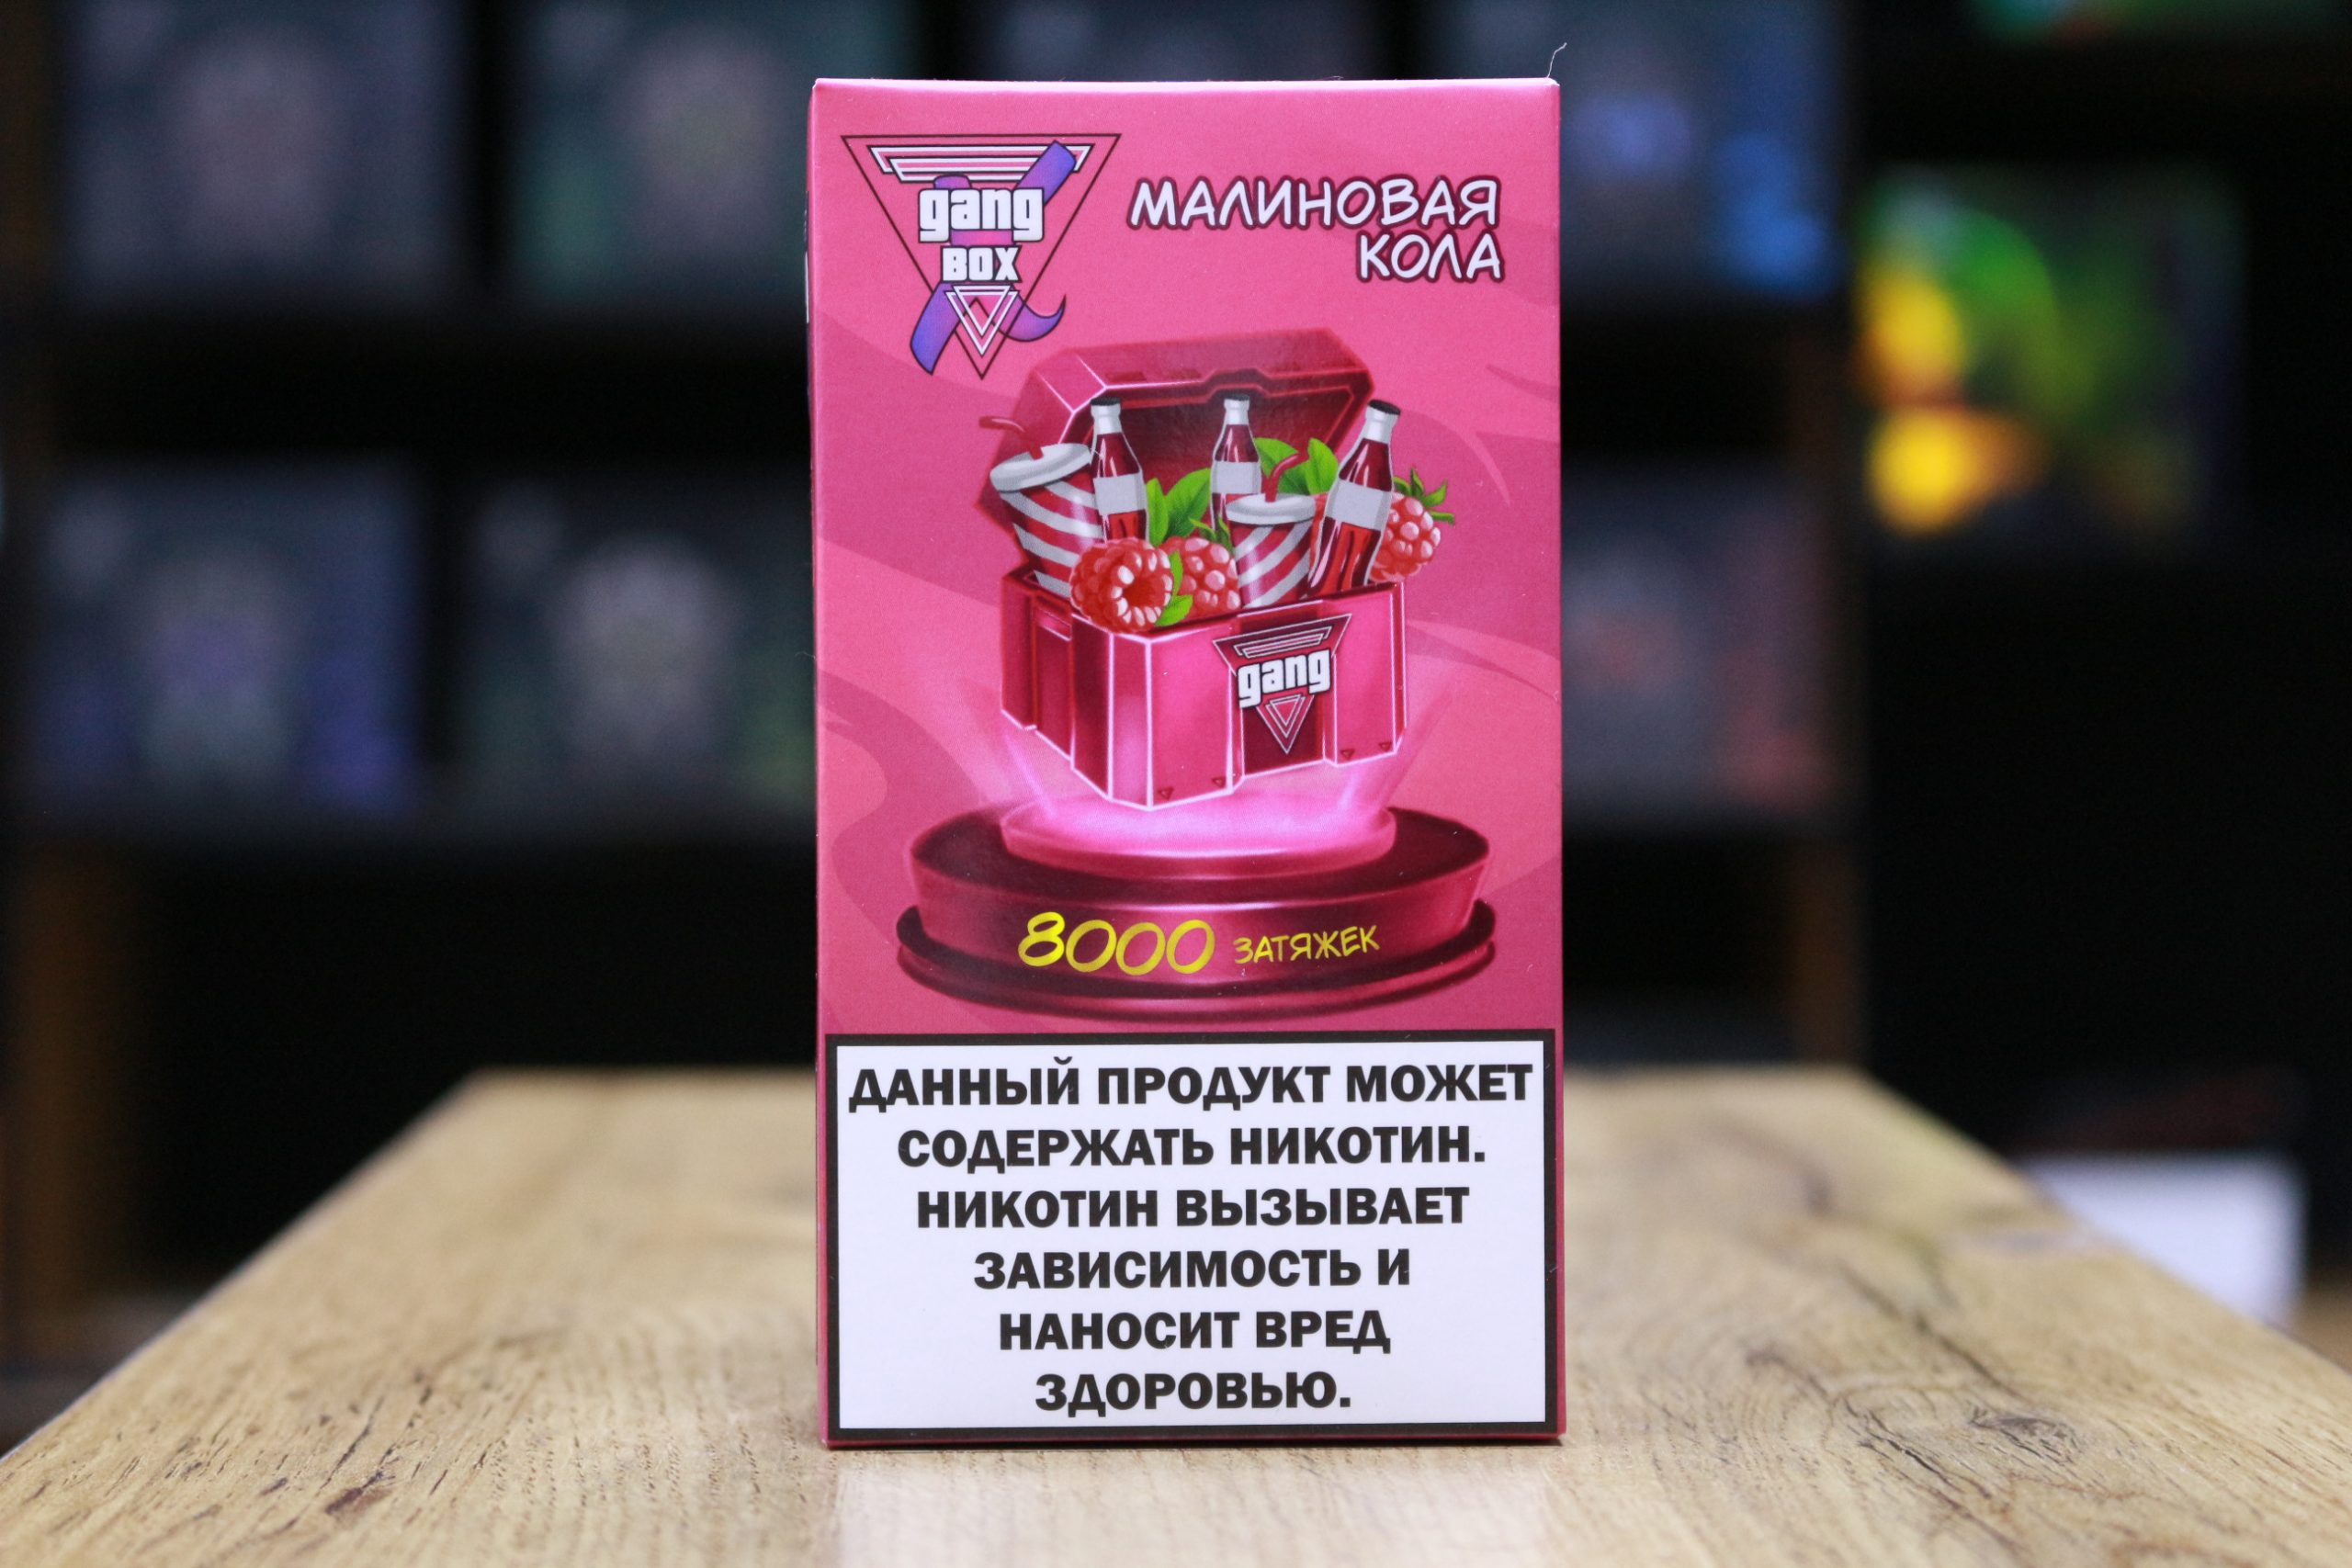 gang
BOX
МАЛИНОВАЯ
КОЛА
gang
8000 ЗАТЯЖЕК
ДАННЫЙ ПРОДУКТ МОЖЕТ
СОДЕРЖАТЬ НИКОТИН.
НИКОТИН ВЫЗЫВАЕТ
ЗАВИСИМОСТЬ И
НАНОСИТ ВРЕД
ЗДОРОВЬЮ.